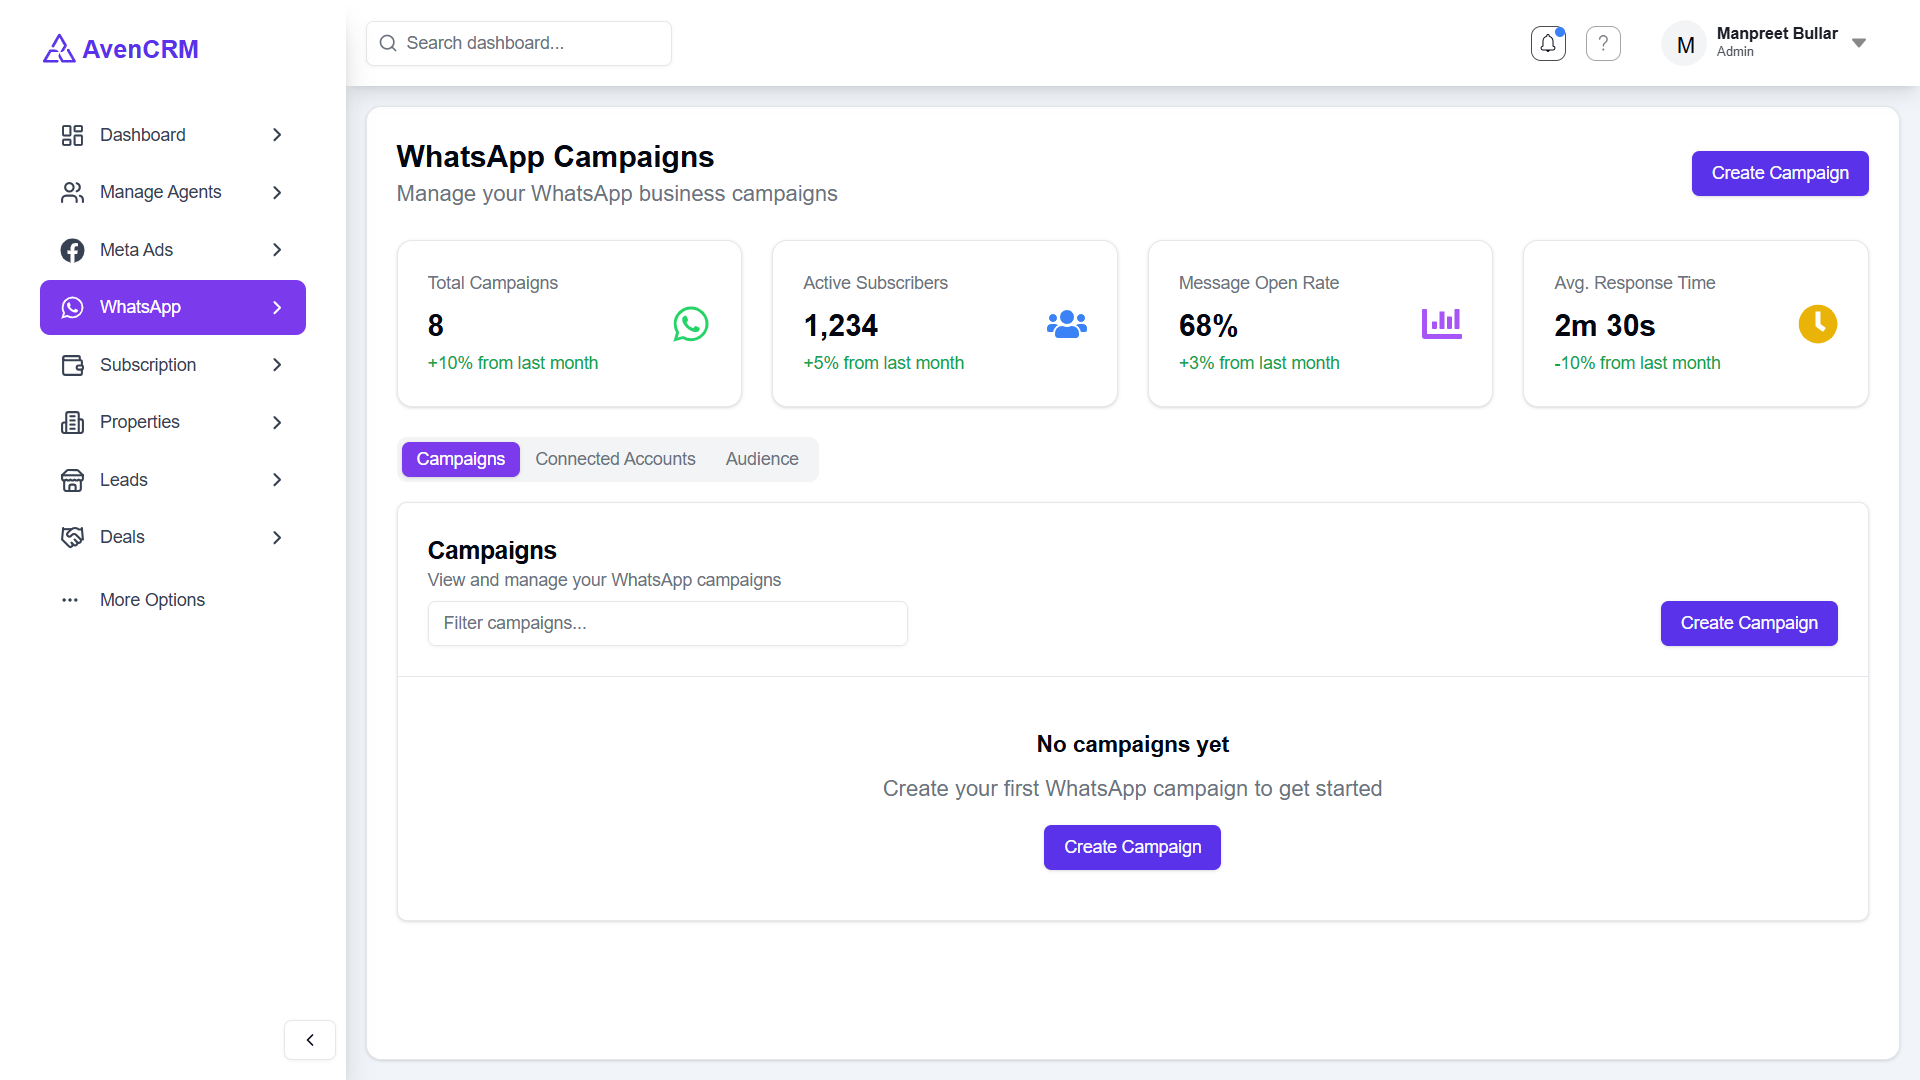 AvenCRM
Search dashboard...
?
M
Manpreet Bullar
Admin
Dashboard
Manage Agents
Meta Ads
WhatsApp
Subscription
Properties
Leads
Deals
More Options
WhatsApp Campaigns
Manage your WhatsApp business campaigns
Create Campaign
Total Campaigns
8
+10% from last month
Active Subscribers
1,234
+5% from last month
Message Open Rate
68%
+3% from last month
Avg. Response Time
2m 30s
-10% from last month
Campaigns
Connected Accounts
Audience
Campaigns
View and manage your WhatsApp campaigns
Filter campaigns...
Create Campaign
No campaigns yet
Create your first WhatsApp campaign to get started
Create Campaign